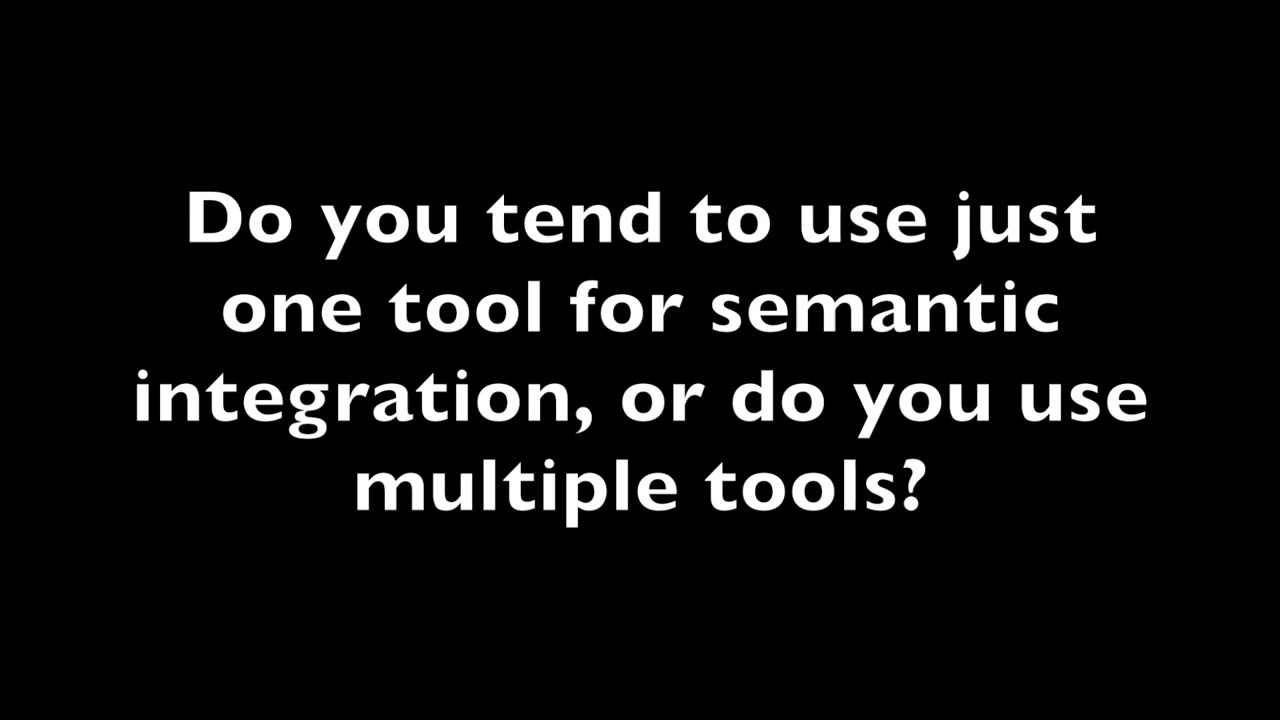 Do you tend to use just
one tool for semantic
integration, or do you use
multiple tools?